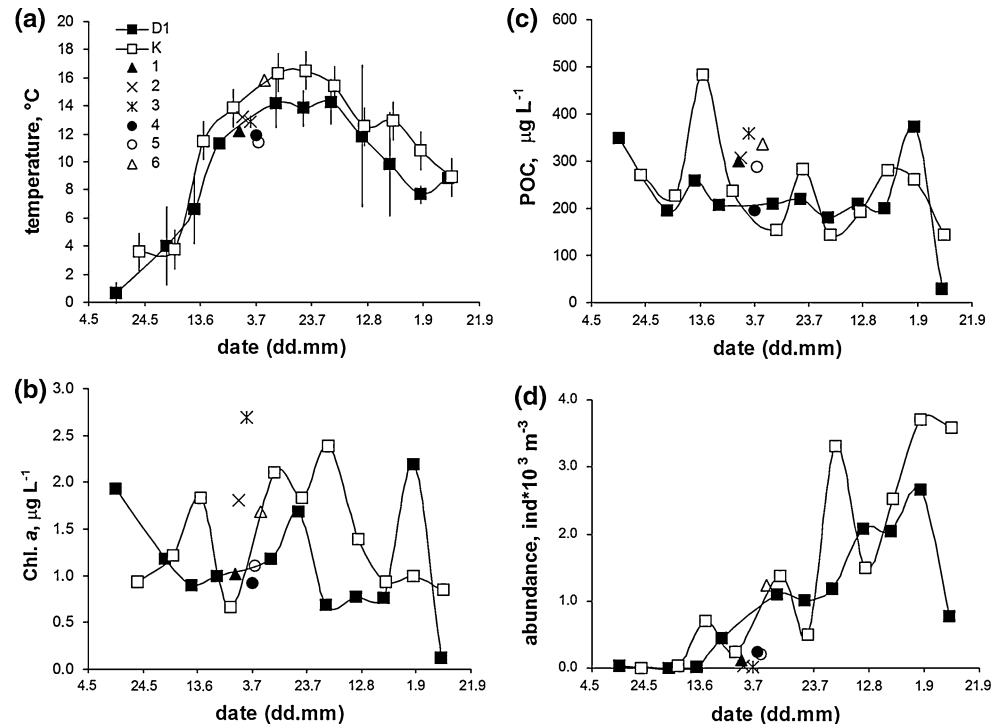 (a)
20
18
16
14
12
10
8
6
4
2
0
temperature, °C
D1
K
1
2
3
4
5
6
4.5 24.5 13.6 3.7 23.7 12.8 1.9 21.9
date (dd.mm)
(c)
600
500
400
300
200
100
0
POC, µg L-1
4.5 24.5 13.6 3.7 23.7 12.8 1.9 21.9
date (dd.mm)
(b)
3.0
2.5
2.0
1.5
1.0
0.5
0.0
Chl. a, µg L-1
4.5 24.5 13.6 3.7 23.7 12.8 1.9 21.9
date (dd.mm)
(d)
4.0
3.0
2.0
1.0
0.0
abundance, ind*10 3 m-3
4.5 24.5 13.6 3.7 23.7 12.8 1.9 21.9
date (dd.mm)